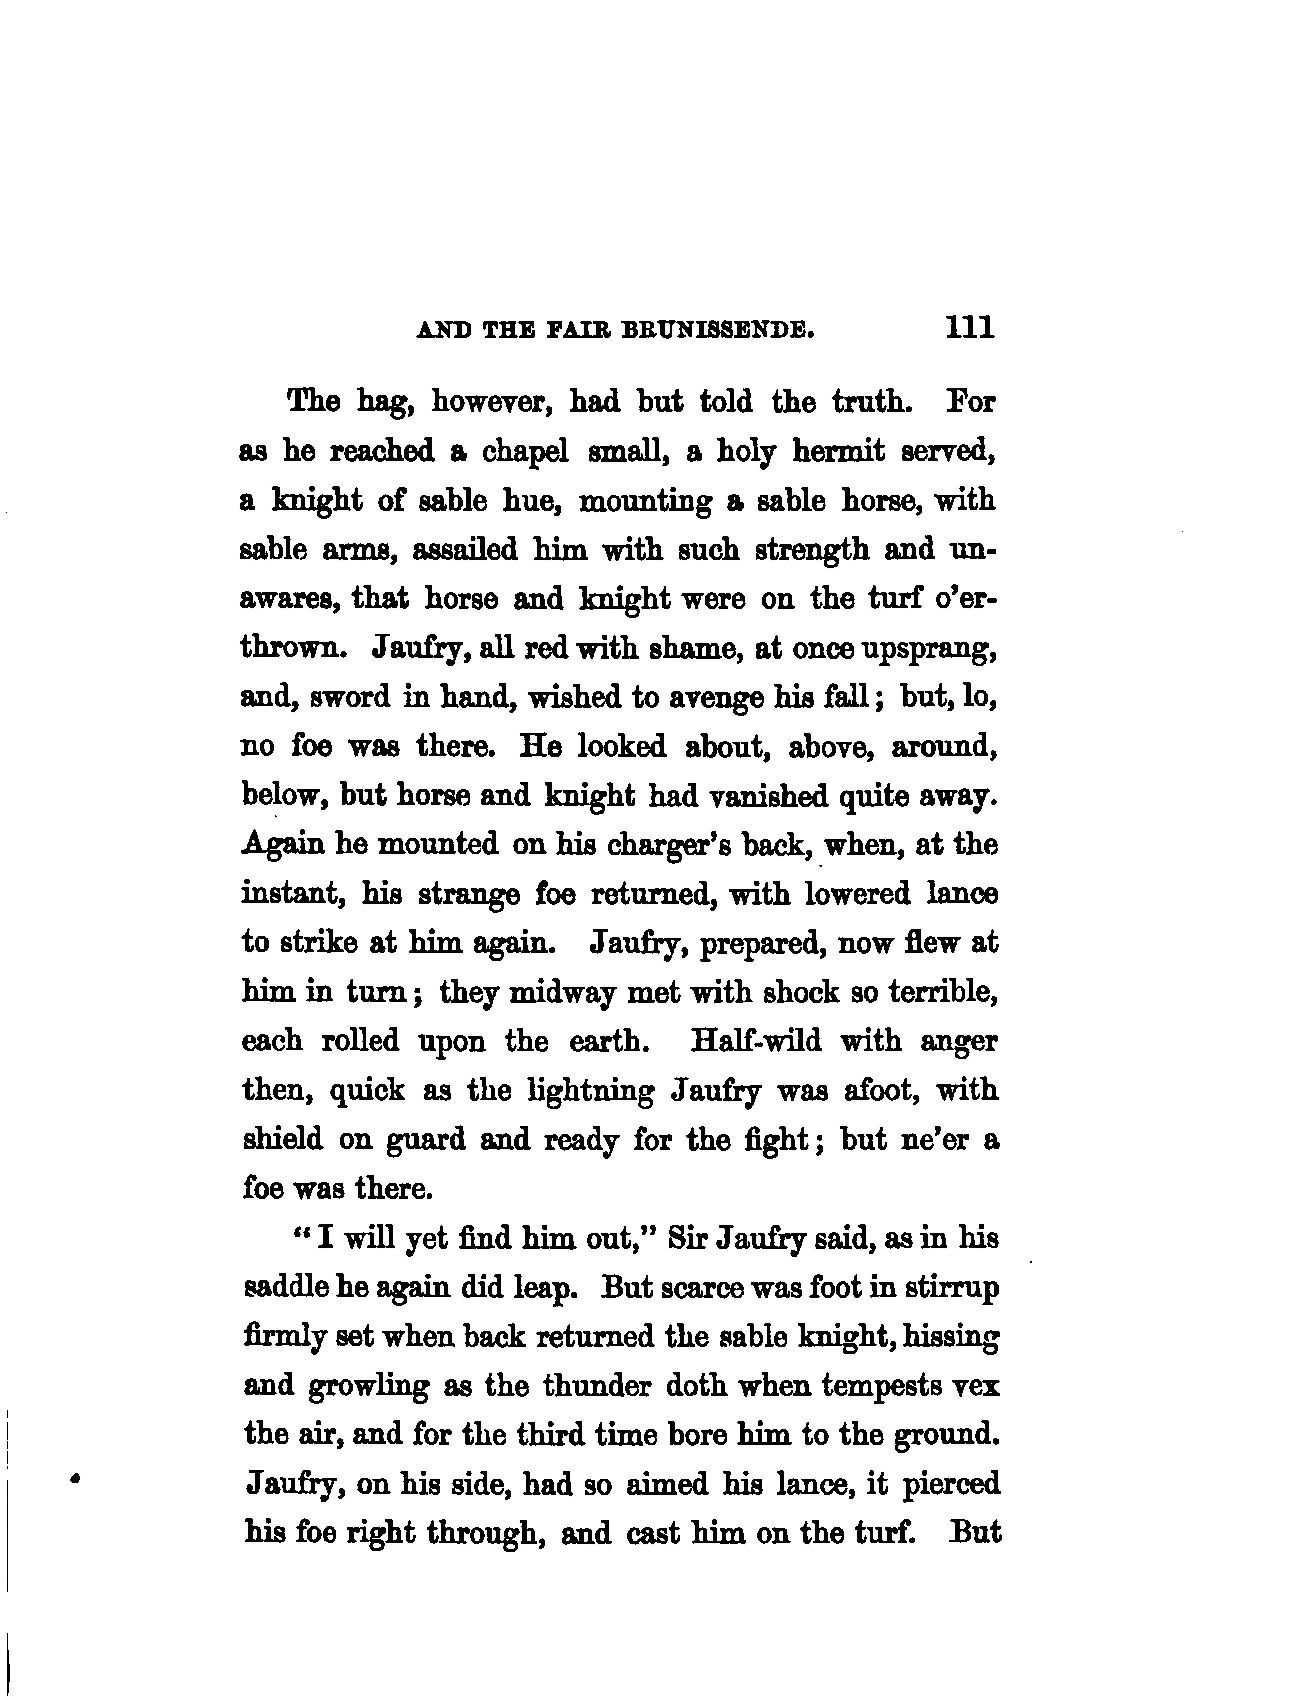 AND THE FAIR BRUNISSENDE. 111
The hag, however, had but told the truth. For
as he reached a chapel small, a holy hermit served,
a knight of sable hue, mounting a sable horse, with
sable arms, assailed him with such strength and un-
awares, that horse and knight were on the turf o'er-
thrown. Jaufry, all red with shame, at once upsprang,
and, sword in hand, wished to avenge his fall; but, lo,
no foe was there. He looked about, above, around,
below, but horse and knight had vanished quite away.
Again he mounted on his charger's back, when, at the
instant, his strange foe returned, with lowered lance
to strike at him again. Jaufry, prepared, now flew at
him in turn; they midway met with shock so terrible,
each rolled upon the earth. Half-wild with anger
then, quick as the lightning Jaufry was afoot, with
shield on guard and ready for the fight; but ne'er a
foe was there.
"I will yet find him out," Sir Jaufry said, as in his
saddle he again did leap. But scarce was foot in stirrup
firmly set when back returned the sable knight, hissing
and growling as the thunder doth when tempests vex
the air, and for the third time bore him to the ground.
Jaufry, on his side, had so aimed his lance, it pierced
his foe right through, and cast him on the turf. But